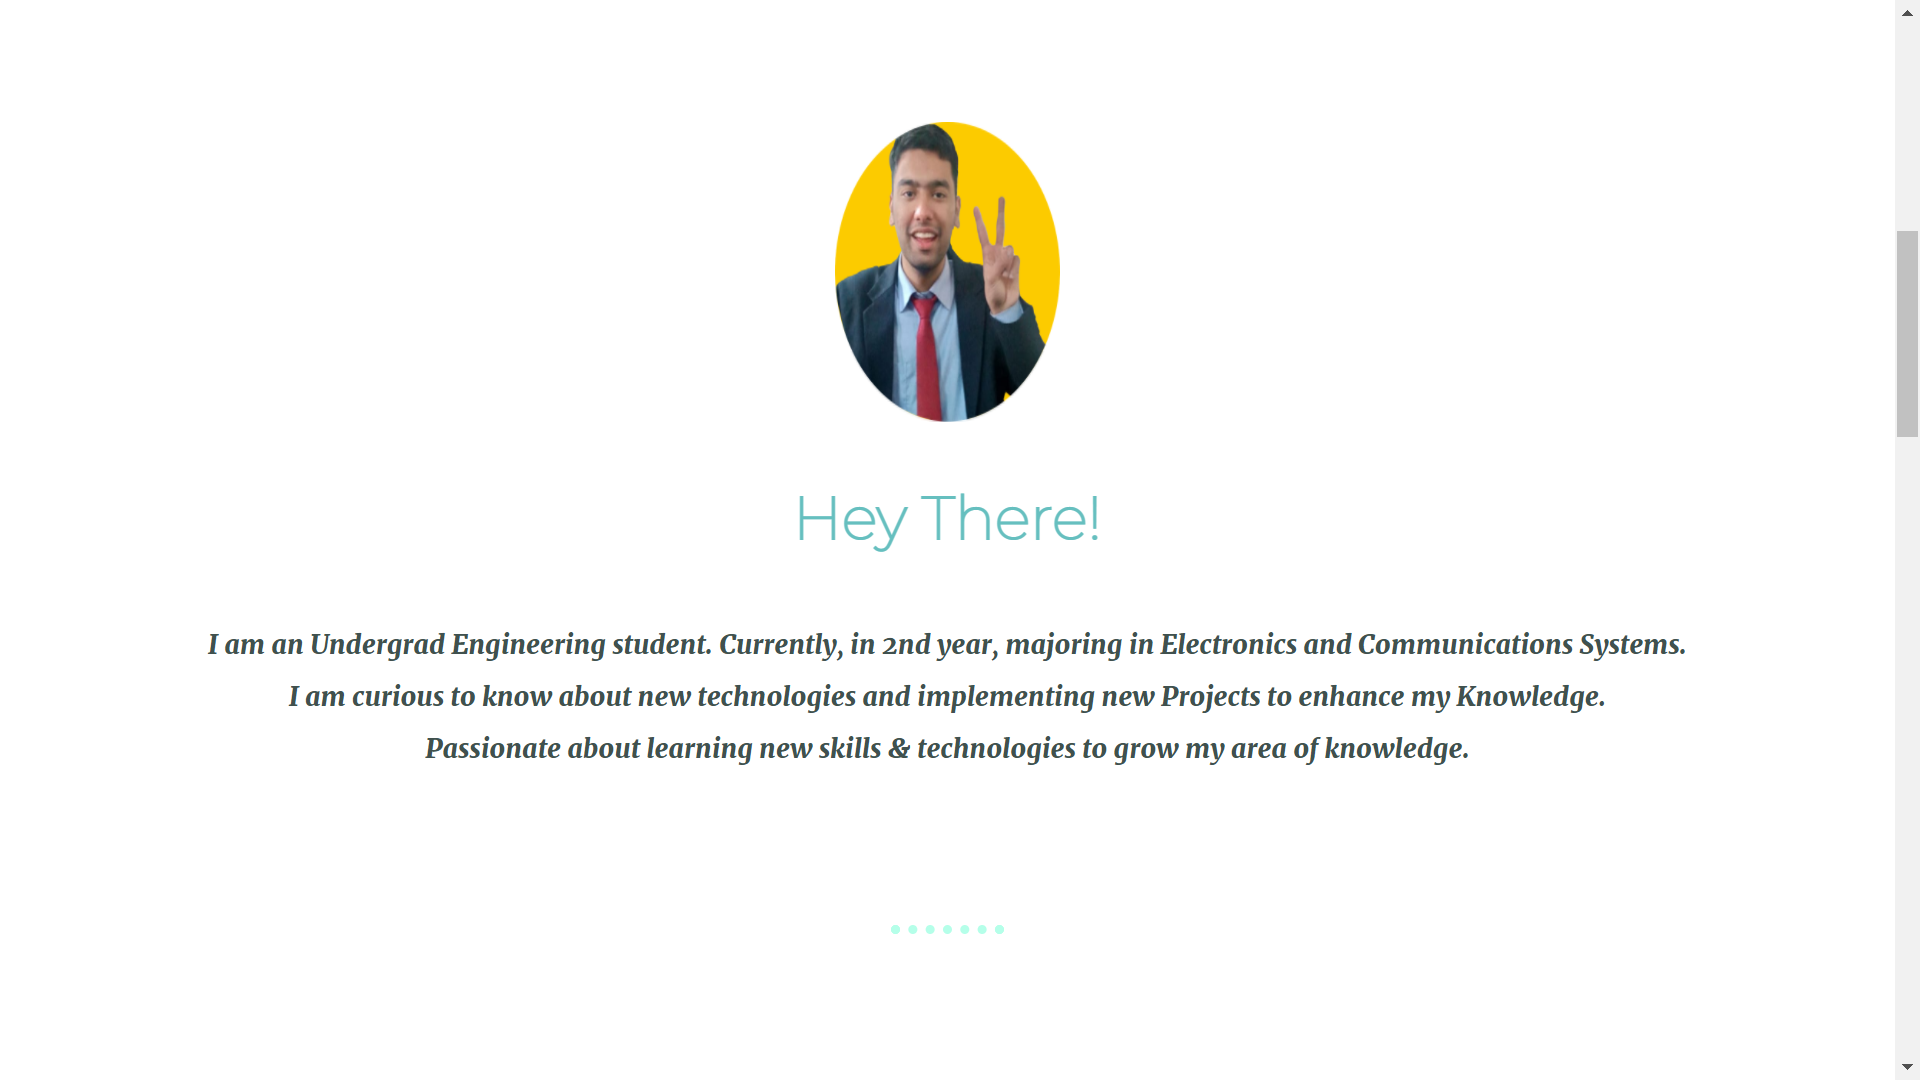 Hey There!
I am an Undergrad Engineering student. Currently, in 2nd year, majoring in Electronics and Communications Systems.
I am curious to know about new technologies and implementing new Projects to enhance my Knowledge.
Passionate about learning new skills & technologies to grow my area of knowledge.